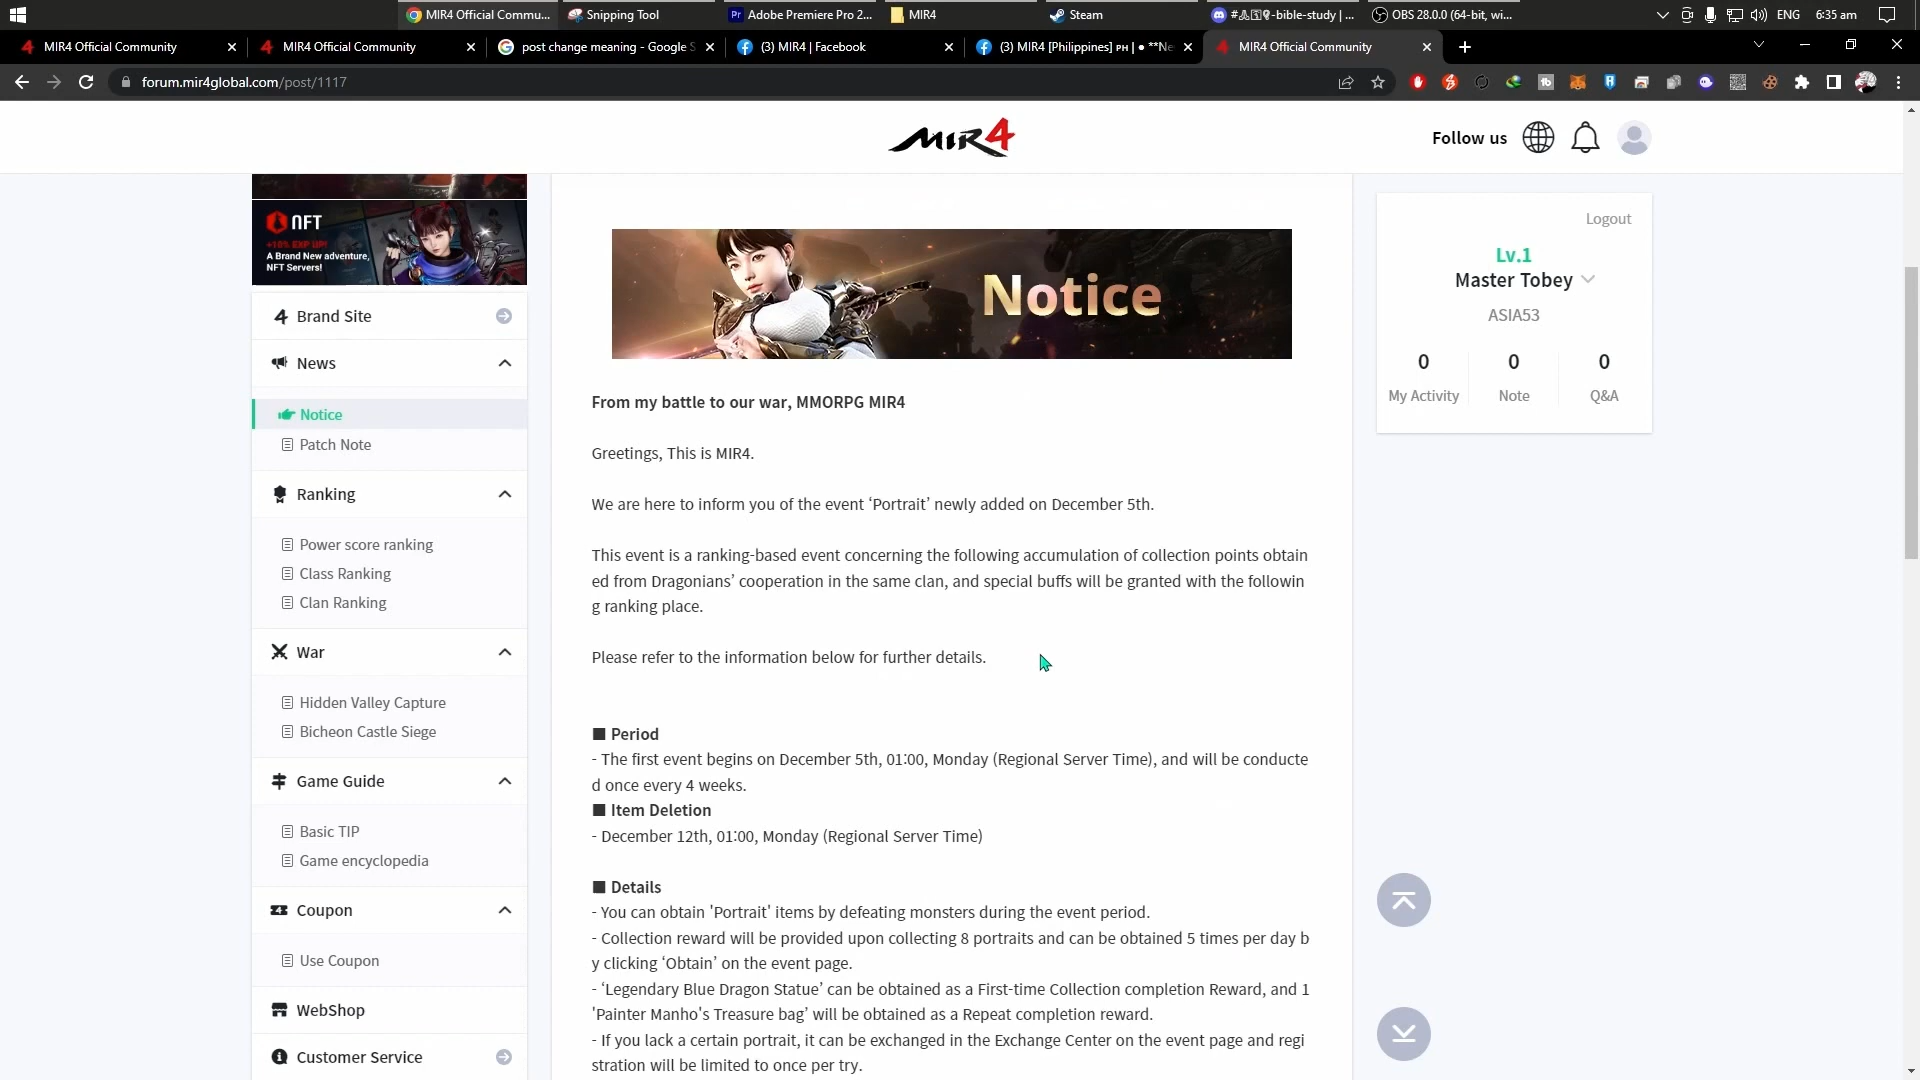 MIR4 Official Commu...
Snipping Tool
Adobe Premiere Pro 2...
MIR4
Steam
-bible-study | ...
OBS 28.0.0 (64-bit, wi...
ENG
6:35 am
MIR4 Official Community
MIR4 Official Community
post change meaning - Google S
(3) MIR4 | Facebook
(3) MIR4 [Philippines] PH | ● **Ne
MIR4 Official Community
forum.mir4global.com/post/1117
MIR4
Follow us
NFT
+10% EXP UP!
A Brand New adventure,
NFT Servers!
Brand Site
News
Notice
Patch Note
Ranking
Power score ranking
Class Ranking
Clan Ranking
War
Hidden Valley Capture
Bicheon Castle Siege
Game Guide
Basic TIP
Game encyclopedia
Coupon
Use Coupon
WebShop
Customer Service
Notice
From my battle to our war, MMORPG MIR4
Greetings, This is MIR4.
We are here to inform you of the event ‘Portrait’ newly added on December 5th.
This event is a ranking-based event concerning the following accumulation of collection points obtain
ed from Dragonians’ cooperation in the same clan, and special buffs will be granted with the followin
g ranking place.
Please refer to the information below for further details.
■ Period
- The first event begins on December 5th, 01:00, Monday (Regional Server Time), and will be conducte
d once every 4 weeks.
■ Item Deletion
- December 12th, 01:00, Monday (Regional Server Time)
■ Details
- You can obtain 'Portrait' items by defeating monsters during the event period.
- Collection reward will be provided upon collecting 8 portraits and can be obtained 5 times per day b
y clicking ‘Obtain’ on the event page.
- ‘Legendary Blue Dragon Statue’ can be obtained as a First-time Collection completion Reward, and 1
'Painter Manho's Treasure bag’ will be obtained as a Repeat completion reward.
- If you lack a certain portrait, it can be exchanged in the Exchange Center on the event page and regi
stration will be limited to once per try.
Logout
Lv.1
Master Tobey
ASIA53
0
0
0
My Activity
Note
Q&A